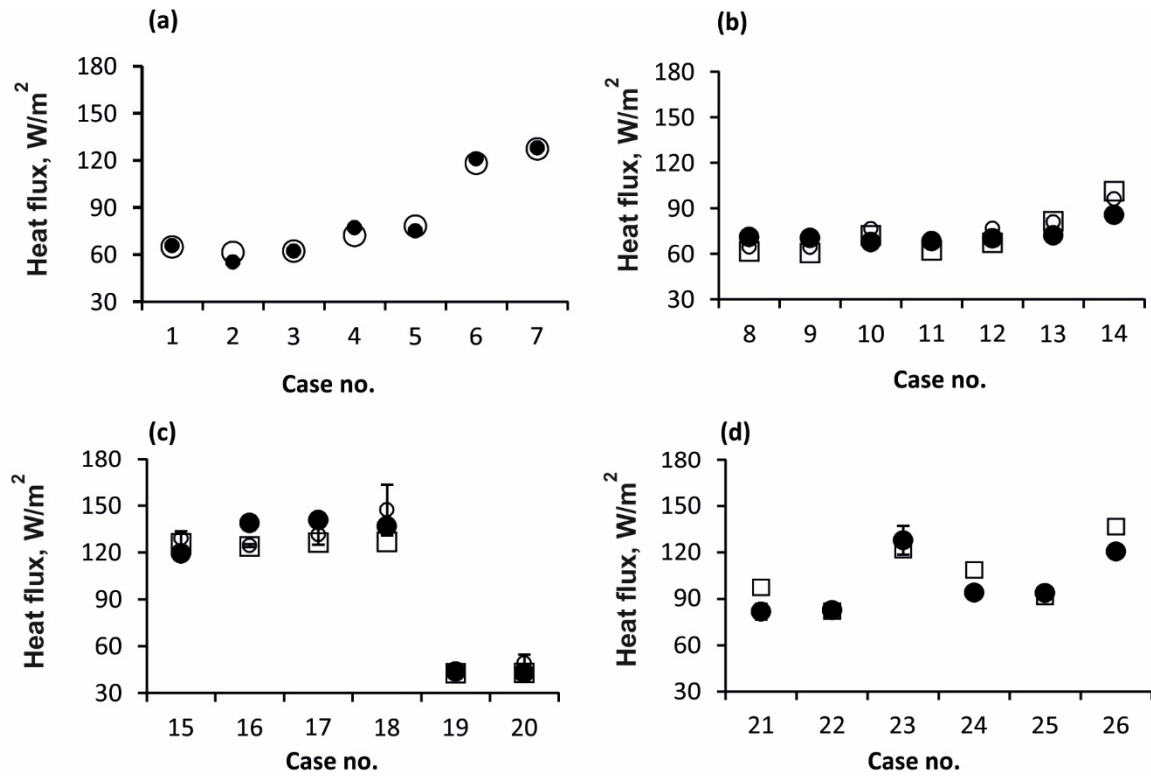 (a)
Heat flux, W/m²
180
150
120
90
60
30
1 2 3 4 5 6 7
Case no.
(b)
Heat flux, W/m²
180
150
120
90
60
30
8 9 10 11 12 13 14
Case no.
(c)
Heat flux, W/m²
180
150
120
90
60
30
15 16 17 18 19 20
Case no.
(d)
Heat flux, W/m²
180
150
120
90
60
30
21 22 23 24 25 26
Case no.